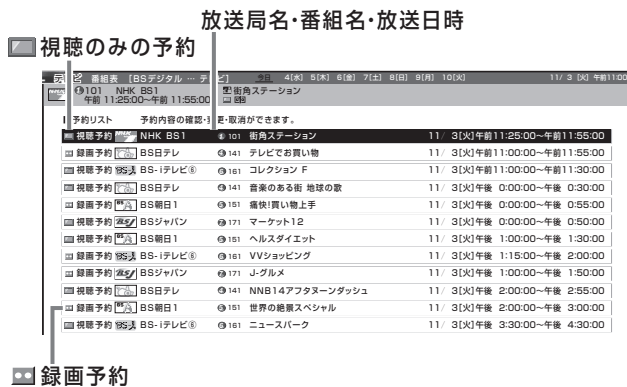 放送局名･番組名･放送日時
視聴のみの予約
番組表 [BSデジタル … テレビ] 今日 4[水] 5[木] 6[金] 7[土] 8[日] 9[月] 10[火] 11/ 3 [火] 午前11:00
101 NHK BS1 街角ステーション
午前 11:25:00～午前 11:55:00
予約リスト 予約内容の確認･変更･取消ができます。
視聴予約 NHK BS1 101 街角ステーション 11/ 3[火]午前11:25:00～午前11:55:00
録画予約 BS日テレ 141 テレビでお買い物 11/ 3[火]午前11:00:00～午前11:55:00
視聴予約 BS-i BS-iテレビ⑥ 161 コレクション F 11/ 3[火]午前11:00:00～午前11:30:00
視聴予約 BS日テレ 141 音楽のある街 地球の歌 11/ 3[火]午後 0:00:00～午後 0:30:00
録画予約 BS朝日1 151 痛快!買い物上手 11/ 3[火]午後 0:00:00～午後 0:55:00
視聴予約 BSジャパン 171 マーケット12 11/ 3[火]午後 0:00:00～午後 0:50:00
視聴予約 BS朝日1 151 ヘルスダイエット 11/ 3[火]午後 1:00:00～午後 1:30:00
録画予約 BS-i BS-iテレビ⑥ 161 VVショッピング 11/ 3[火]午後 1:15:00～午後 2:00:00
録画予約 BSジャパン 171 J-グルメ 11/ 3[火]午後 1:00:00～午後 1:50:00
視聴予約 BS日テレ 141 NNB14アフタヌーンダッシュ 11/ 3[火]午後 2:00:00～午後 2:55:00
録画予約 BS朝日1 151 世界の絶景スペシャル 11/ 3[火]午後 2:00:00～午後 3:00:00
視聴予約 BS-i BS-iテレビ⑥ 161 ニュースパーク 11/ 3[火]午後 3:30:00～午後 4:30:00
録画予約